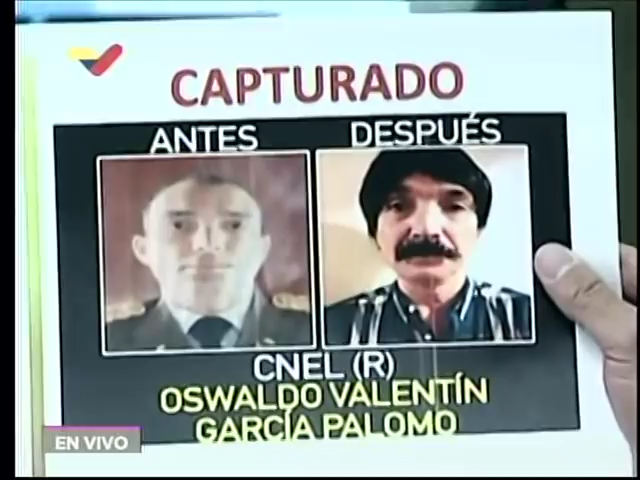 CAPTURADO
ANTES DESPUÉS
CNEL (R)
OSWALDO VALENTÍN
GARCÍA PALOMO
EN VIVO